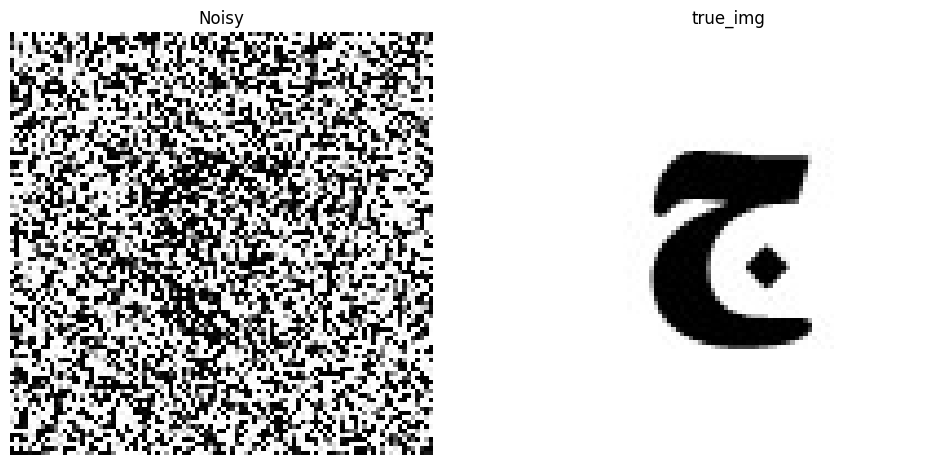 Noisy
true_img
ج